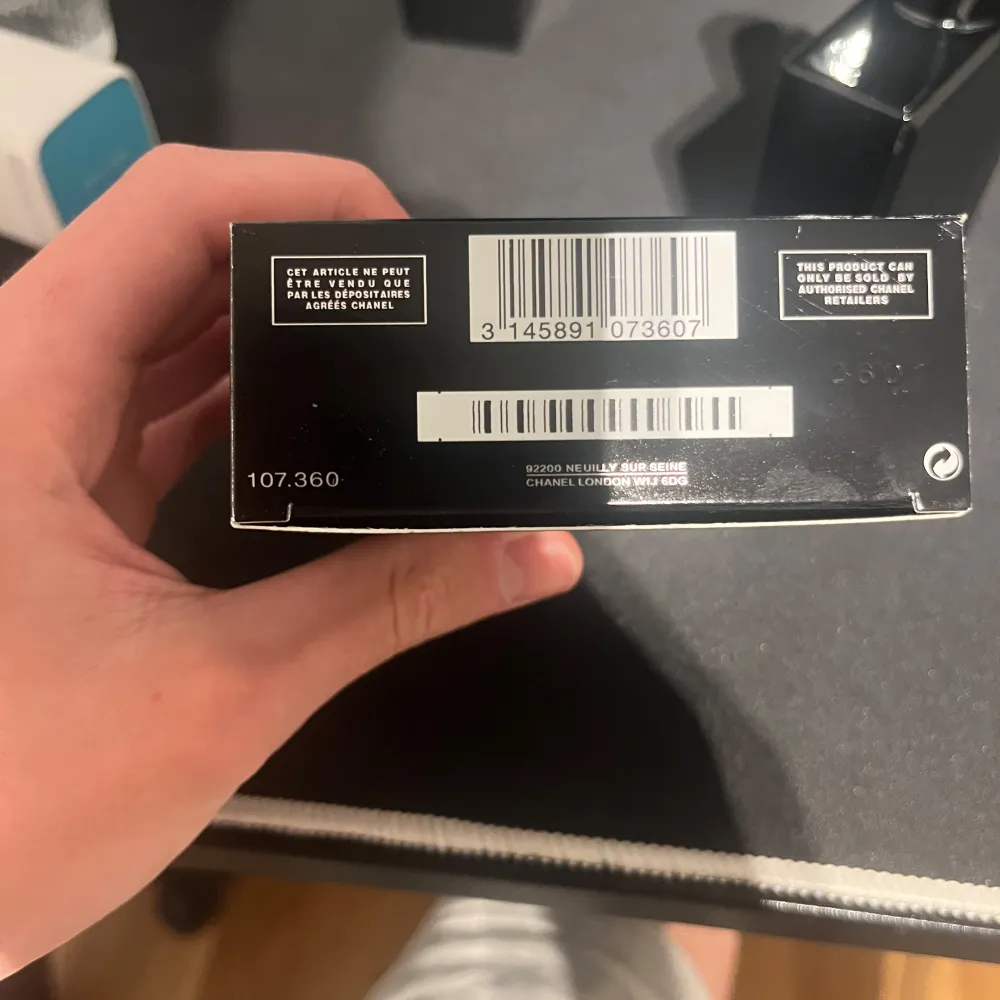 CET ARTICLE NE PEUT
ÊTRE VENDU QUE
PAR LES DÉPOSITAIRES
AGRÉÉS CHANEL
3 145891 073607
THIS PRODUCT CAN
ONLY BE SOLD BY
AUTHORISED CHANEL
RETAILERS
107.360
92200 NEUILLY SUR SEINE
CHANEL LONDON W1J 6DG